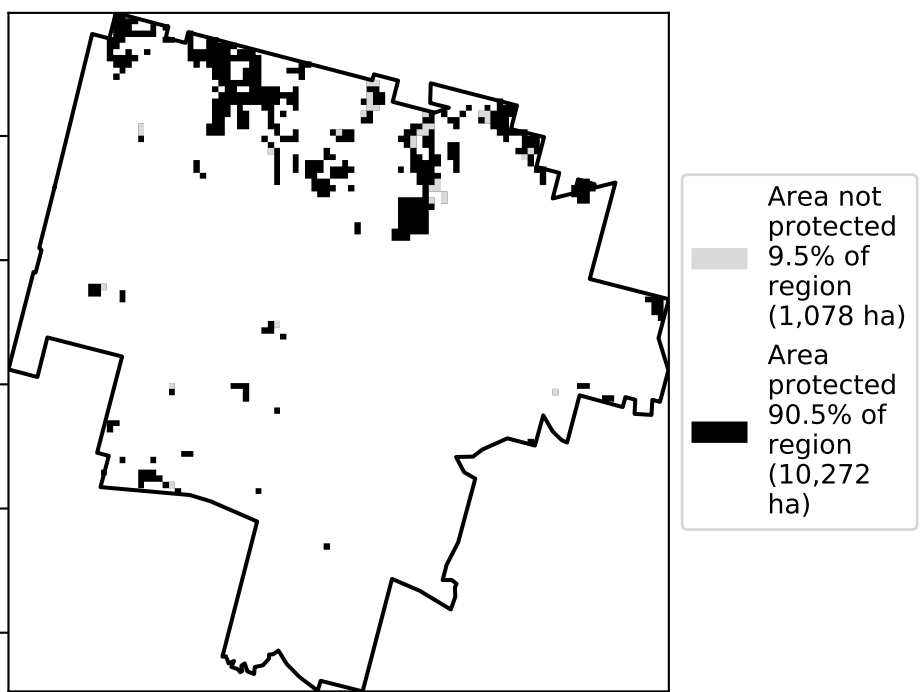 Area not
protected
9.5% of
region
(1,078 ha)
Area
protected
90.5% of
region
(10,272
ha)